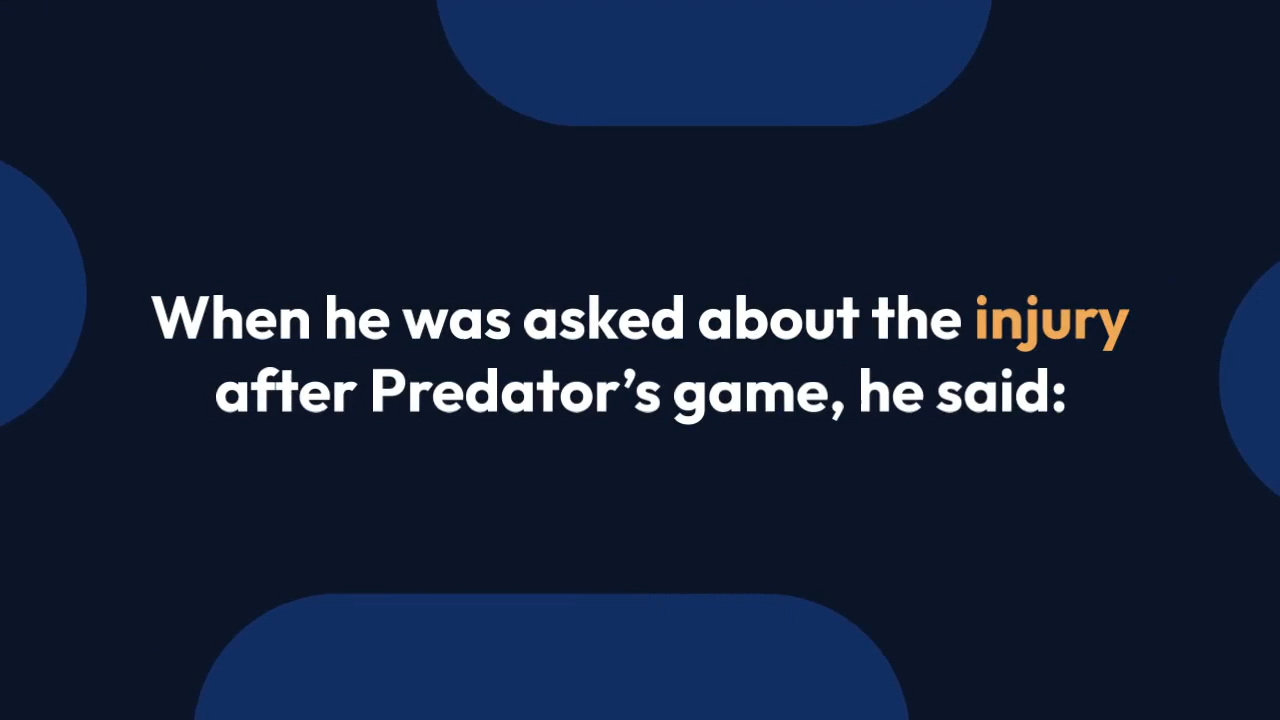 When he was asked about the injury
after Predator’s game, he said: